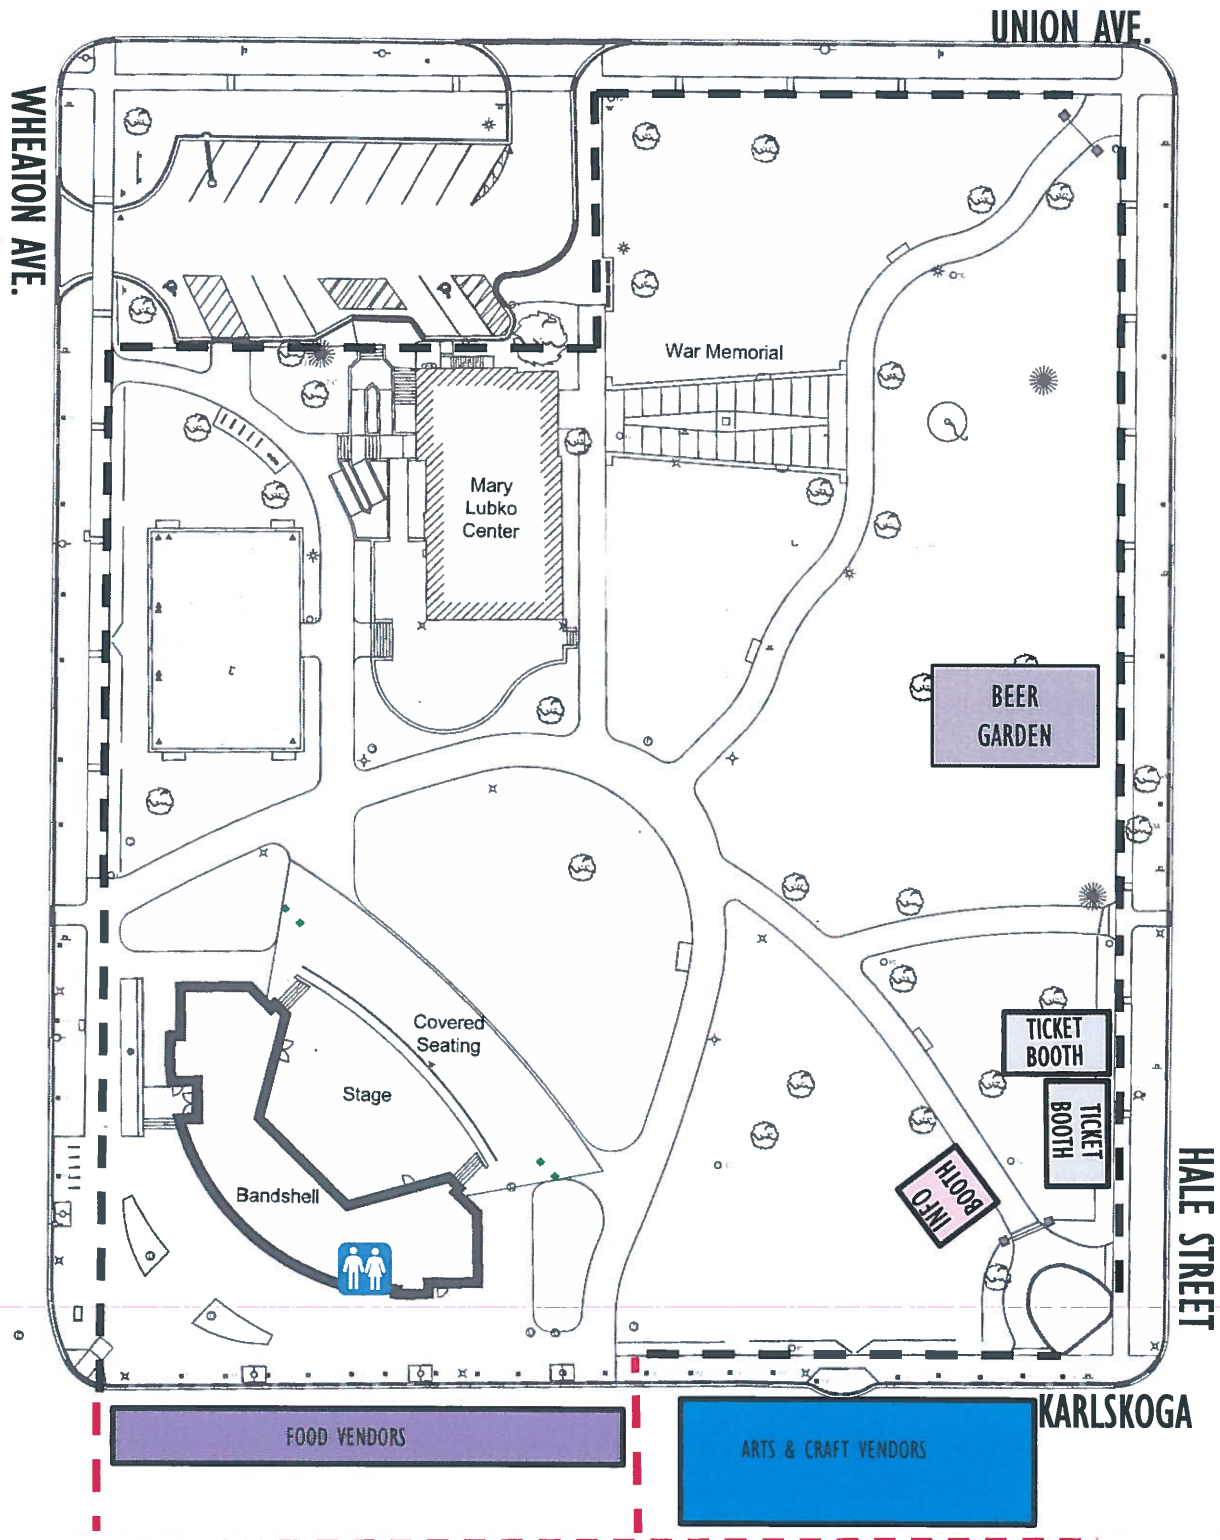 UNION AVE.
WHEATON AVE.
War Memorial
Mary
Lubko
Center
BEER
GARDEN
Covered
Seating
Stage
TICKET
BOOTH
TICKET
BOOTH
INFO
BOOTH
Bandshell
HALE STREET
KARLSKOGA
FOOD VENDORS
ARTS & CRAFT VENDORS